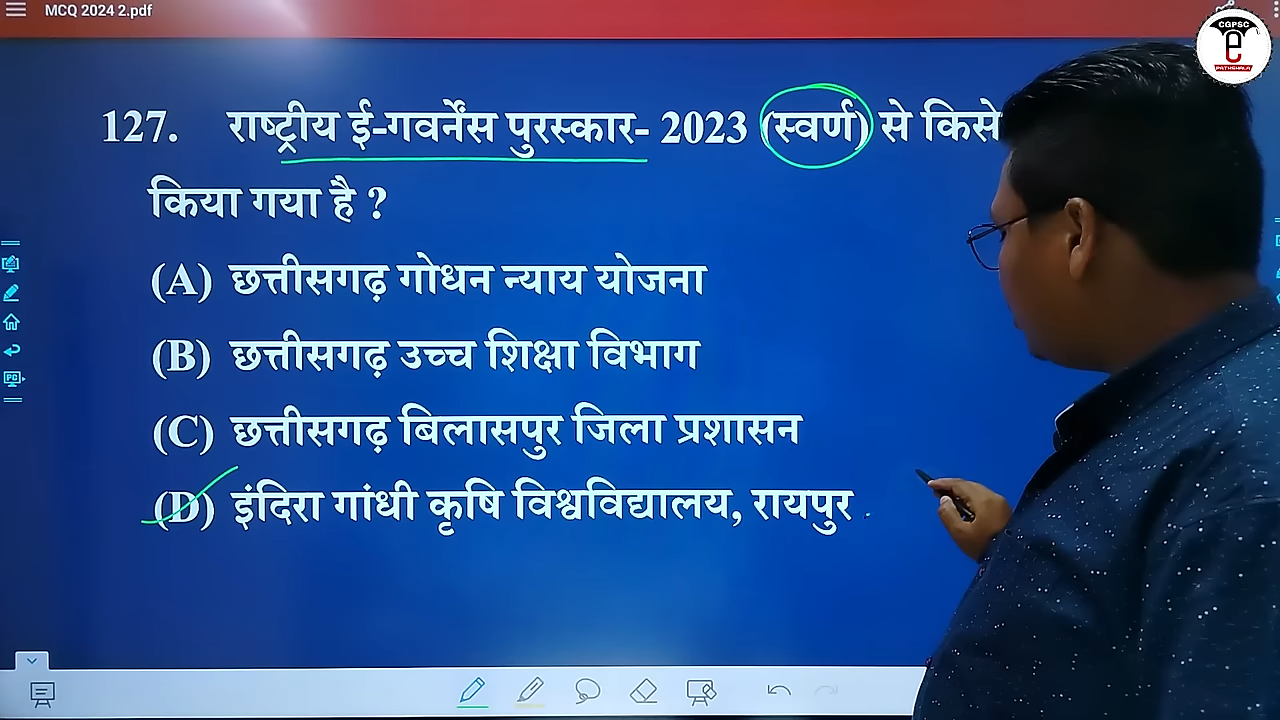 MCQ 2024 2.pdf
CGPSC
e
PATHSHALA
127. राष्ट्रीय ई-गवर्नेंस पुरस्कार- 2023 (स्वर्ण) से किसे
किया गया है ?
(A) छत्तीसगढ़ गोधन न्याय योजना
(B) छत्तीसगढ़ उच्च शिक्षा विभाग
(C) छत्तीसगढ़ बिलासपुर जिला प्रशासन
(D) इंदिरा गांधी कृषि विश्वविद्यालय, रायपुर